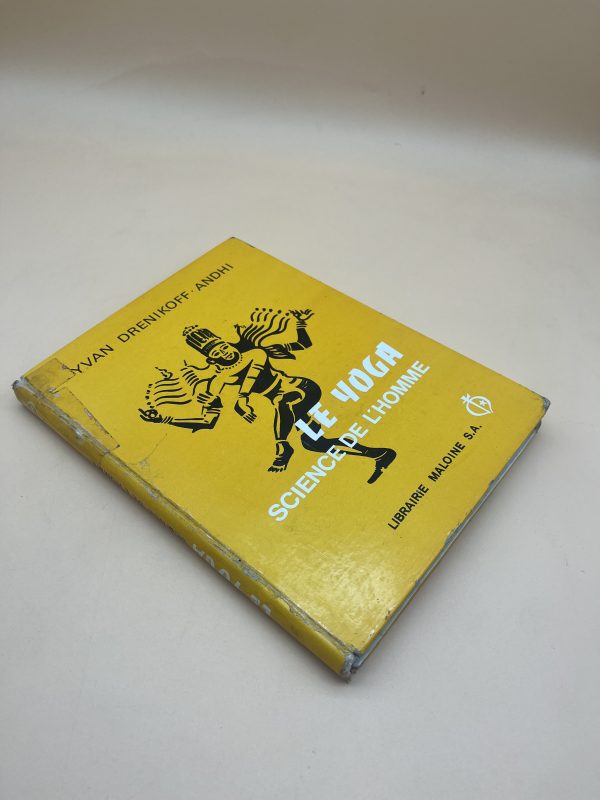 YVAN DRENIKOFF-ANDHI
LE YOGA
SCIENCE DE L'HOMME
LIBRAIRIE MALOINE S.A.